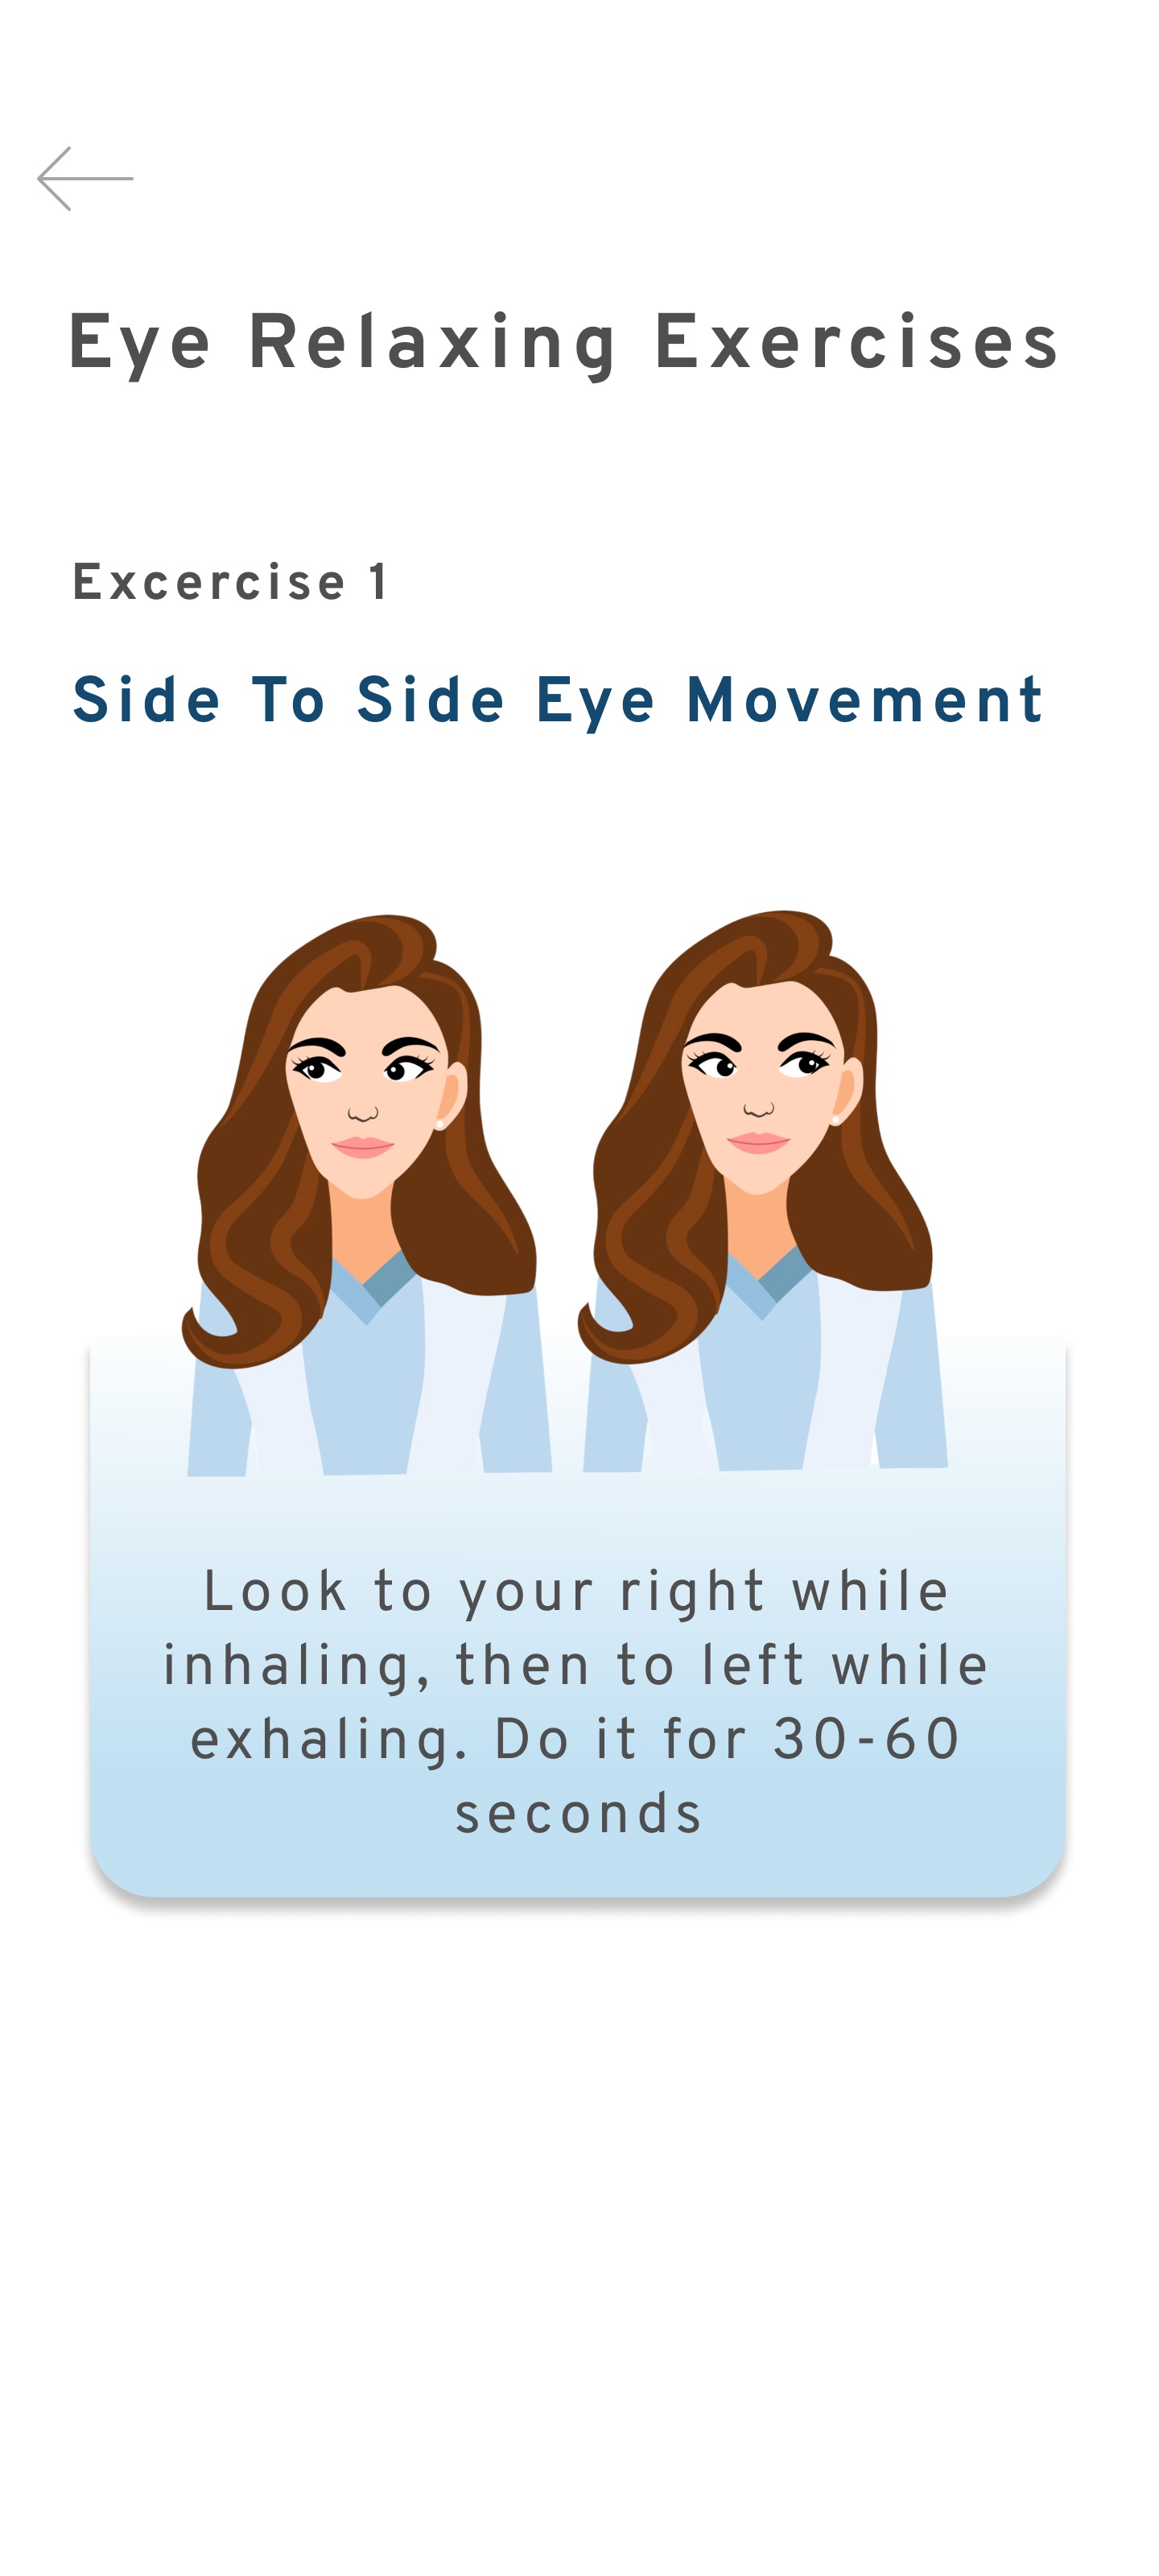 Eye Relaxing Exercises
Excercise 1
Side To Side Eye Movement
Look to your right while
inhaling, then to left while
exhaling. Do it for 30-60
seconds